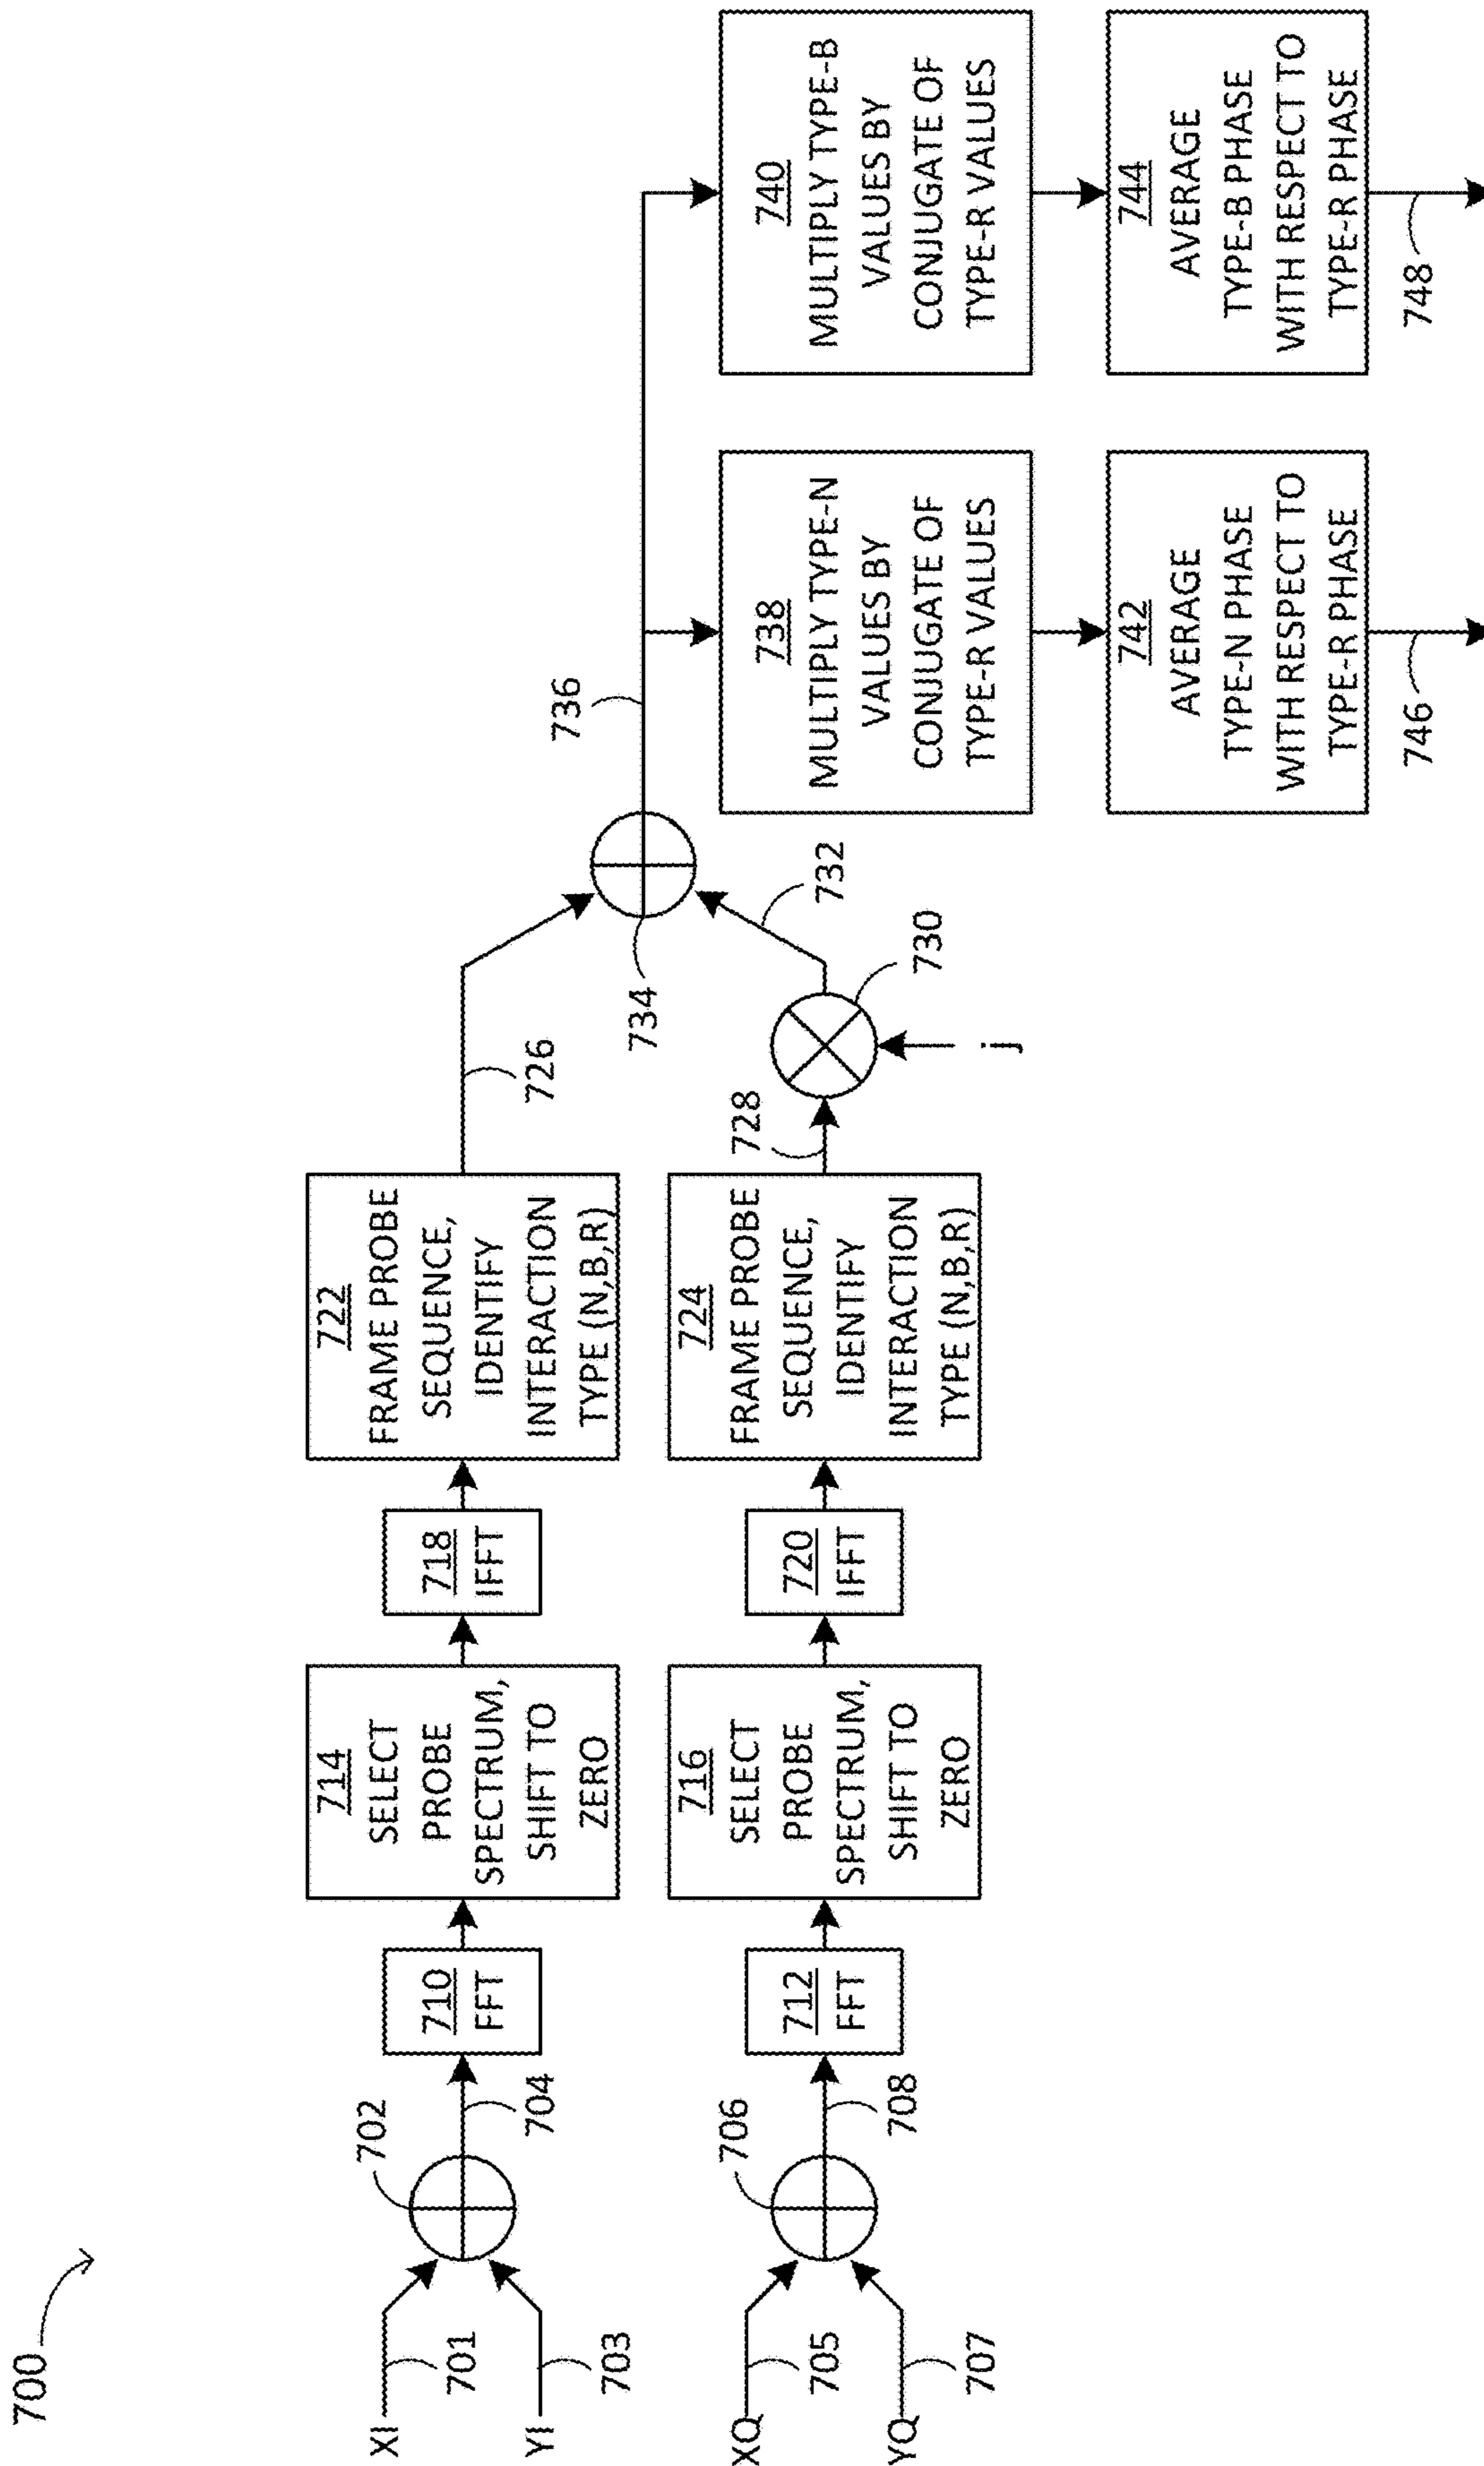 700
XI
701
YI
703
702
704
710
FFT
714
SELECT
PROBE
SPECTRUM,
SHIFT TO
ZERO
718
IFFT
722
FRAME PROBE
SEQUENCE,
IDENTIFY
INTERACTION
TYPE (N,B,R)
726
XQ
705
YQ
707
706
708
712
FFT
716
SELECT
PROBE
SPECTRUM,
SHIFT TO
ZERO
720
IFFT
724
FRAME PROBE
SEQUENCE,
IDENTIFY
INTERACTION
TYPE (N,B,R)
728
730
j
732
734
736
738
MULTIPLY TYPE-N
VALUES BY
CONJUGATE OF
TYPE-R VALUES
740
MULTIPLY TYPE-B
VALUES BY
CONJUGATE OF
TYPE-R VALUES
742
AVERAGE
TYPE-N PHASE
WITH RESPECT TO
TYPE-R PHASE
744
AVERAGE
TYPE-B PHASE
WITH RESPECT TO
TYPE-R PHASE
746
748